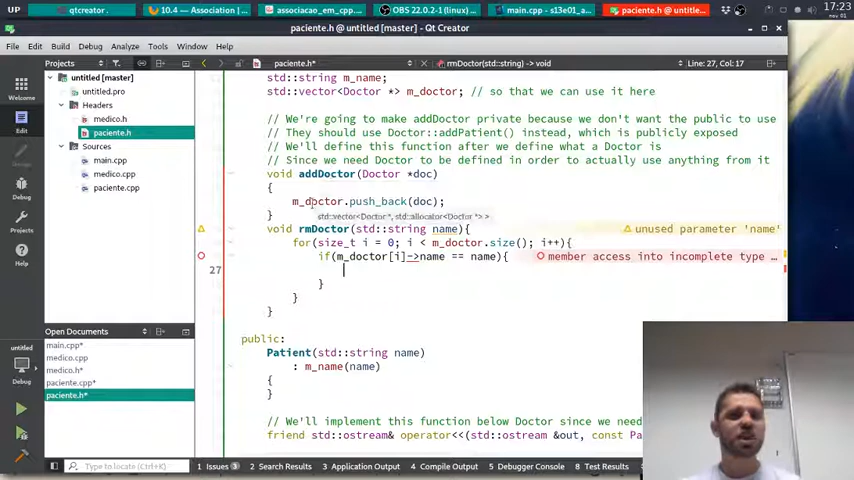 UP
qtcreator.
10.4 — Association |...
associacao_em_cpp....
OBS 22.0.2-1 (linux) ...
main.cpp - s13e01_a...
paciente.h @ untitle...
17:23
nov 01
paciente.h @ untitled [master] - Qt Creator
File Edit Build Debug Analyze Tools Window Help
Projects
paciente.h*
rmDoctor(std::string) -> void
Line: 27, Col: 17
Welcome
Edit
Design
Debug
Projects
Help
untitled
Debug
untitled [master]
untitled.pro
Headers
medico.h
paciente.h
Sources
main.cpp
medico.cpp
paciente.cpp
Open Documents
main.cpp*
medico.cpp
medico.h*
paciente.cpp*
paciente.h*
std::string m_name;
std::vector<Doctor *> m_doctor; // so that we can use it here
// We're going to make addDoctor private because we don't want the public to use
// They should use Doctor::addPatient() instead, which is publicly exposed
// We'll define this function after we define what a Doctor is
// Since we need Doctor to be defined in order to actually use anything from it
void addDoctor(Doctor *doc)
{
m_doctor.push_back(doc);
std::vector<Doctor *, std::allocator<Doctor *> >
}
void rmDoctor(std::string name){
unused parameter 'name'
for(size_t i = 0; i < m_doctor.size(); i++){
if(m_doctor[i]->name == name){
member access into incomplete type ...
27
}
}
}
public:
Patient(std::string name)
: m_name(name)
{
}
// We'll implement this function below Doctor since we need
friend std::ostream& operator<<(std::ostream &out, const Pa
Type to locate (Ctrl+...
1 Issues 3
2 Search Results
3 Application Output
4 Compile Output
5 Debugger Console
8 Test Results